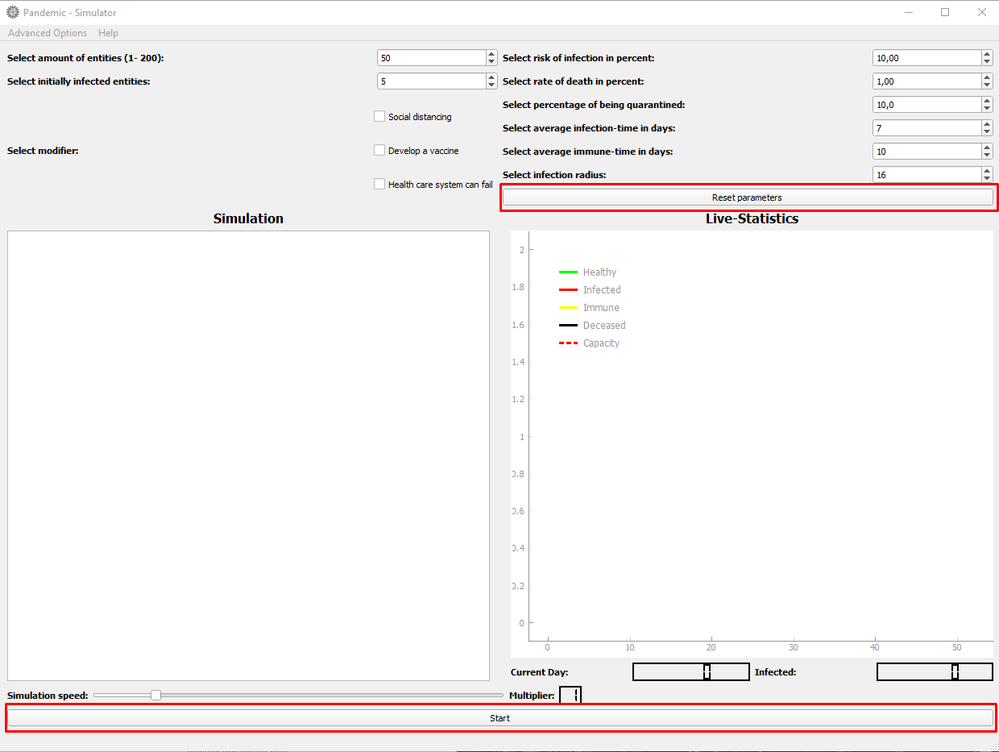 Pandemic - Simulator
Advanced Options Help
Select amount of entities (1- 200): 50
Select initially infected entities: 5
Social distancing
Select modifier:
Develop a vaccine
Health care system can fail
Select risk of infection in percent: 10,00
Select rate of death in percent: 1,00
Select percentage of being quarantined: 10,0
Select average infection-time in days: 7
Select average immune-time in days: 10
Select infection radius: 16
Reset parameters
Simulation
Live-Statistics
Healthy
Infected
Immune
Deceased
Capacity
2
1.8
1.6
1.4
1.2
1
0.8
0.6
0.4
0.2
0
0 10 20 30 40 50
Current Day: 0 Infected: 0
Simulation speed: Multiplier: 1
Start